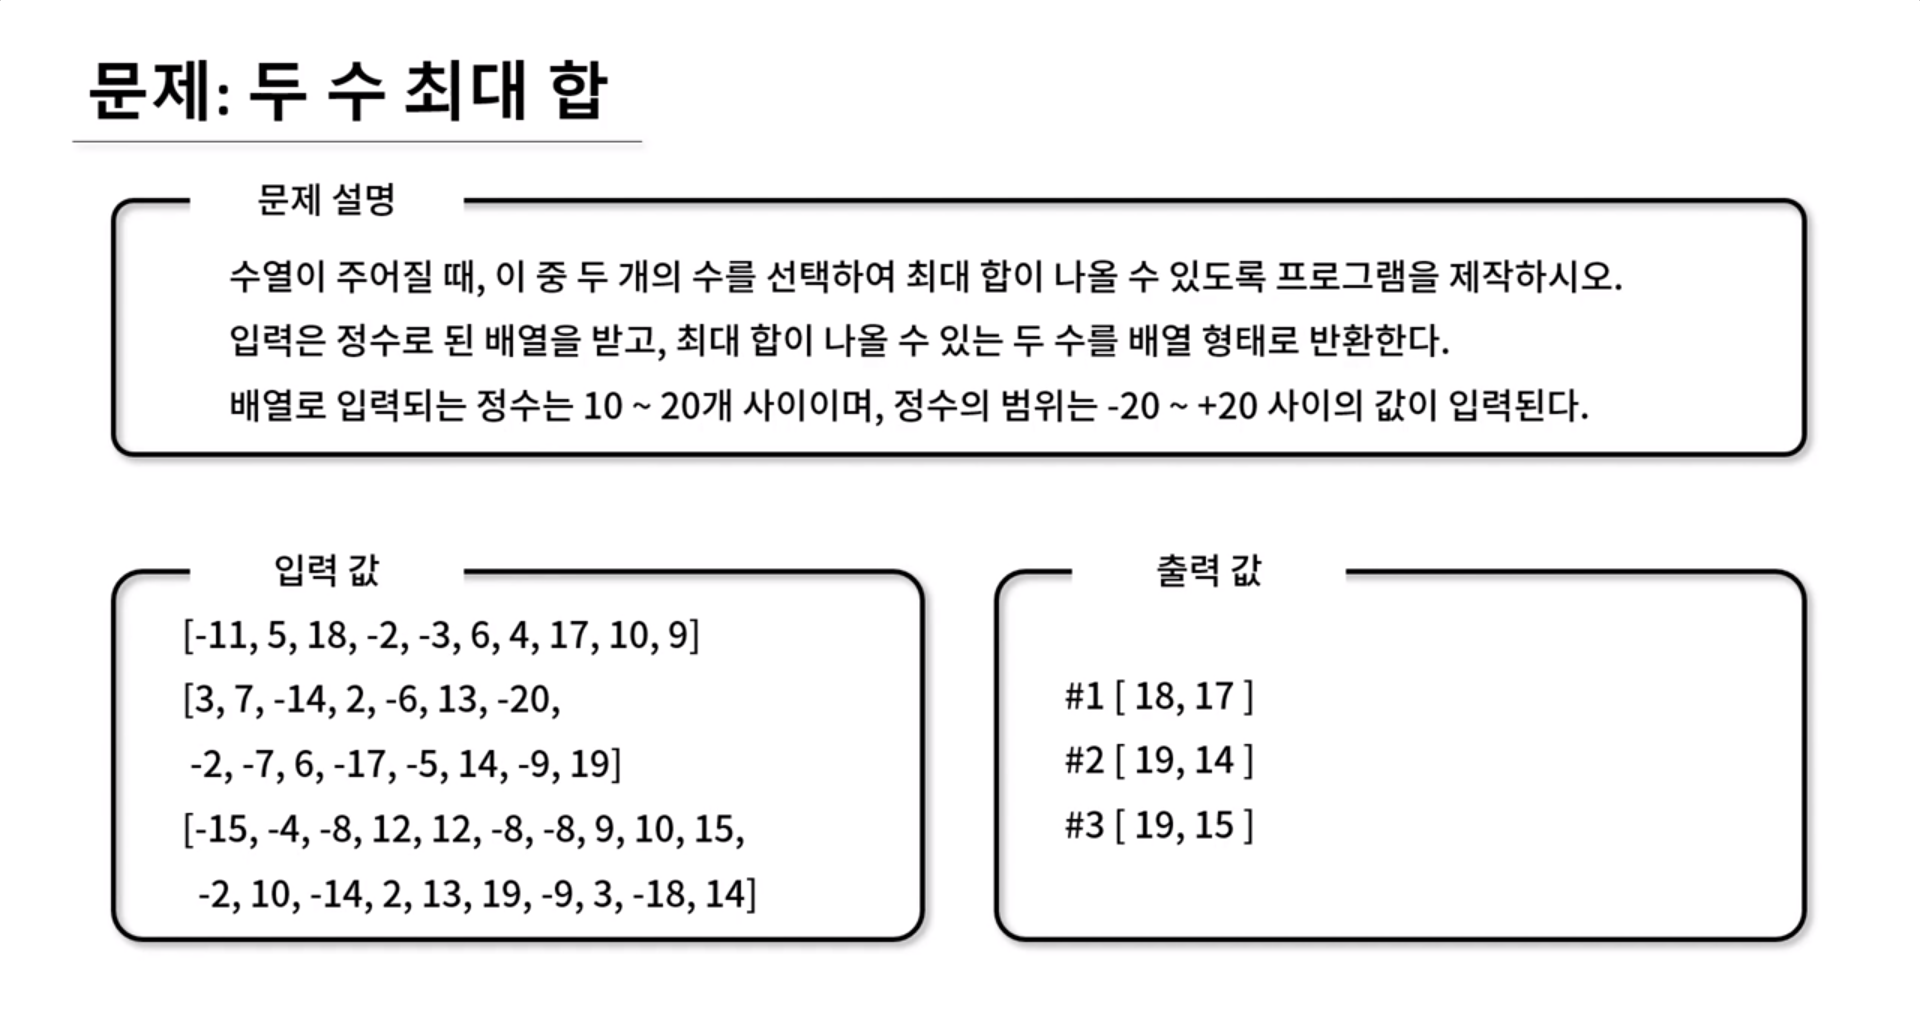 문제: 두 수 최대 합
문제 설명
수열이 주어질 때, 이 중 두 개의 수를 선택하여 최대 합이 나올 수 있도록 프로그램을 제작하시오.
입력은 정수로 된 배열을 받고, 최대 합이 나올 수 있는 두 수를 배열 형태로 반환한다.
배열로 입력되는 정수는 10 ~ 20개 사이이며, 정수의 범위는 -20 ~ +20 사이의 값이 입력된다.
입력 값
[-11, 5, 18, -2, -3, 6, 4, 17, 10, 9]
[3, 7, -14, 2, -6, 13, -20,
-2, -7, 6, -17, -5, 14, -9, 19]
[-15, -4, -8, 12, 12, -8, -8, 9, 10, 15,
-2, 10, -14, 2, 13, 19, -9, 3, -18, 14]
출력 값
#1 [ 18, 17 ]
#2 [ 19, 14 ]
#3 [ 19, 15 ]